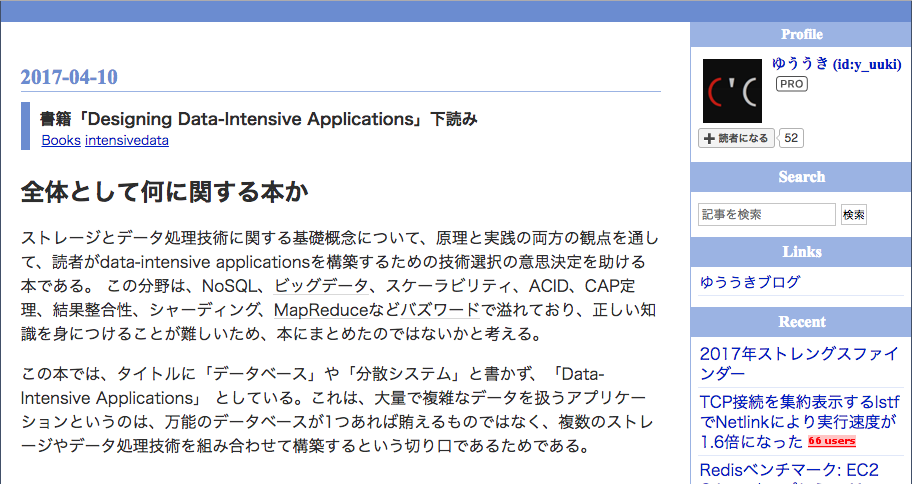 2017-04-10
書籍「Designing Data-Intensive Applications」下読み
Books intensivedata
全体として何に関する本か
ストレージとデータ処理技術に関する基礎概念について、原理と実践の両方の観点を通し
て、読者がdata-intensive applicationsを構築するための技術選択の意思決定を助ける
本である。 この分野は、NoSQL、ビッグデータ、スケーラビリティ、ACID、CAP定
理、結果整合性、シャーディング、MapReduceなどバズワードで溢れており、正しい知
識を身につけることが難しいため、本にまとめたのではないかと考える。
この本では、タイトルに「データベース」や「分散システム」と書かず、「Data-
Intensive Applications」 としている。これは、大量で複雑なデータを扱うアプリケー
ションというのは、万能のデータベースが1つあれば賄えるものではなく、複数のストレ
ージやデータ処理技術を組み合わせて構築するという切り口であるためである。
Profile
ゆううき (id:y_uuki)
PRO
読者になる 52
Search
記事を検索 検索
Links
ゆううきブログ
Recent
2017年ストレングスファイ
ンダー
TCP接続を集約表示するlstf
でNetlinkにより実行速度が
1.6倍になった 66 users
Redisベンチマーク: EC2